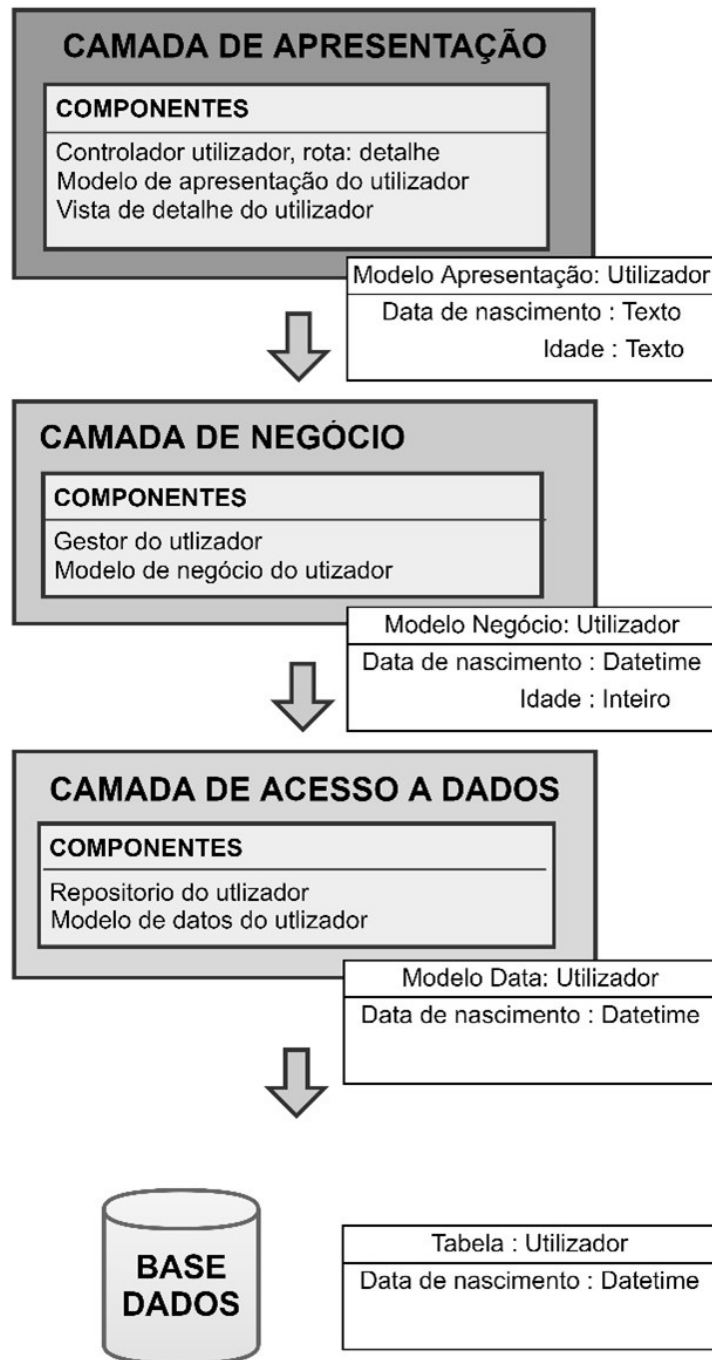 CAMADA DE APRESENTAÇÃO
COMPONENTES
Controlador utilizador, rota: detalhe
Modelo de apresentação do utilizador
Vista de detalhe do utilizador
Modelo Apresentação: Utilizador
Data de nascimento : Texto
Idade : Texto
CAMADA DE NEGÓCIO
COMPONENTES
Gestor do utlizador
Modelo de negócio do utizador
Modelo Negócio: Utilizador
Data de nascimento : Datetime
Idade : Inteiro
CAMADA DE ACESSO A DADOS
COMPONENTES
Repositorio do utlizador
Modelo de datos do utlizador
Modelo Data: Utilizador
Data de nascimento : Datetime
BASE
DADOS
Tabela : Utilizador
Data de nascimento : Datetime